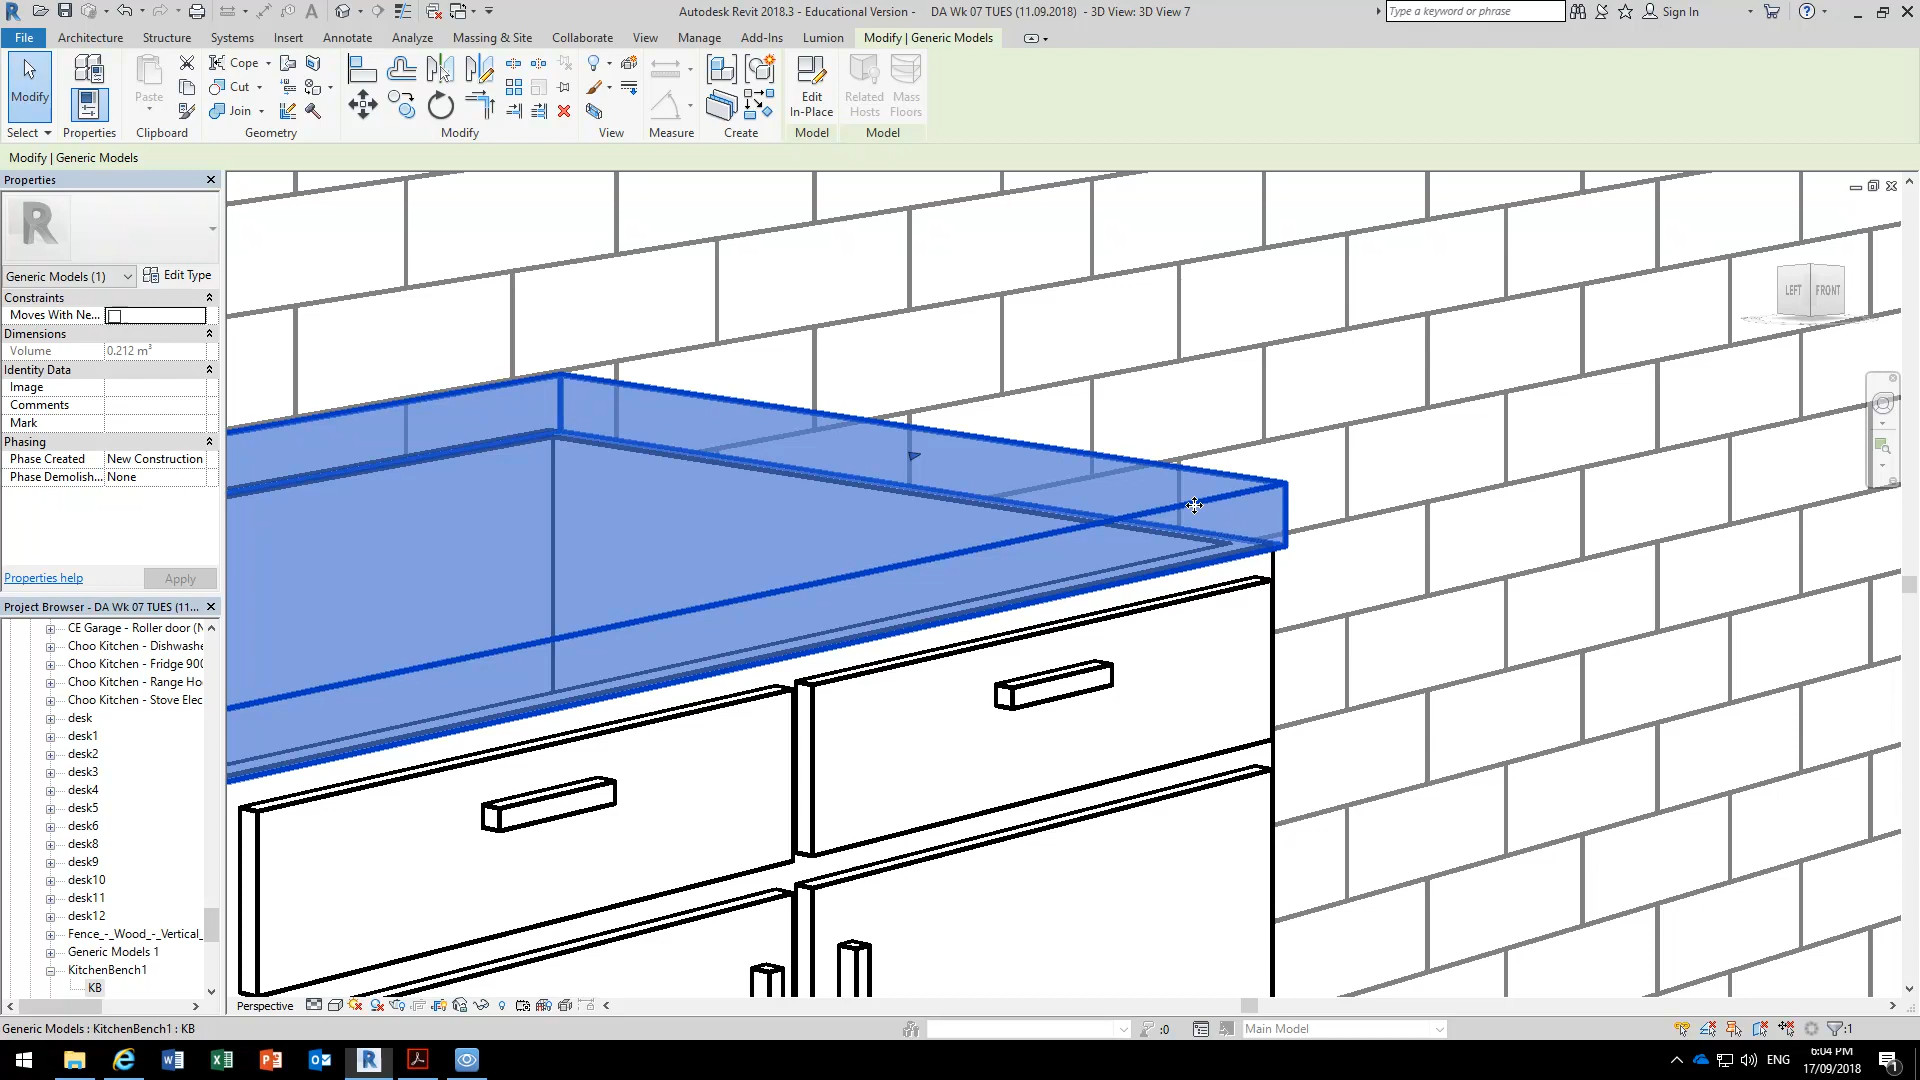 Autodesk Revit 2018.3 - Educational Version -    DA Wk 07 TUES (11.09.2018)  - 3D View: 3D View 7
Type a keyword or phrase
Sign In
File Architecture Structure Systems Insert Annotate Analyze Massing & Site Collaborate View Manage Add-Ins Lumion Modify | Generic Models
Modify
Paste
Cope
Cut
Join
Edit
In-Place
Related
Hosts
Mass
Floors
Select Properties Clipboard Geometry Modify View Measure Create Model Model
Modify | Generic Models
Properties
Generic Models (1) Edit Type
Constraints
Moves With Ne...
Dimensions
Volume 0.212 m³
Identity Data
Image
Comments
Mark
Phasing
Phase Created New Construction
Phase Demolish... None
Properties help Apply
LEFT FRONT
Project Browser - DA Wk 07 TUES (11...
CE Garage - Roller door (N
Choo Kitchen - Dishwashe
Choo Kitchen - Fridge 900
Choo Kitchen - Range Ho
Choo Kitchen - Stove Elec
desk
desk1
desk2
desk3
desk4
desk5
desk6
desk8
desk9
desk10
desk11
desk12
Fence_-_Wood_-_Vertical_
Generic Models 1
KitchenBench1
KB
Perspective
Generic Models : KitchenBench1 : KB
:0
Main Model
:1
ENG
6:04 PM
17/09/2018
1